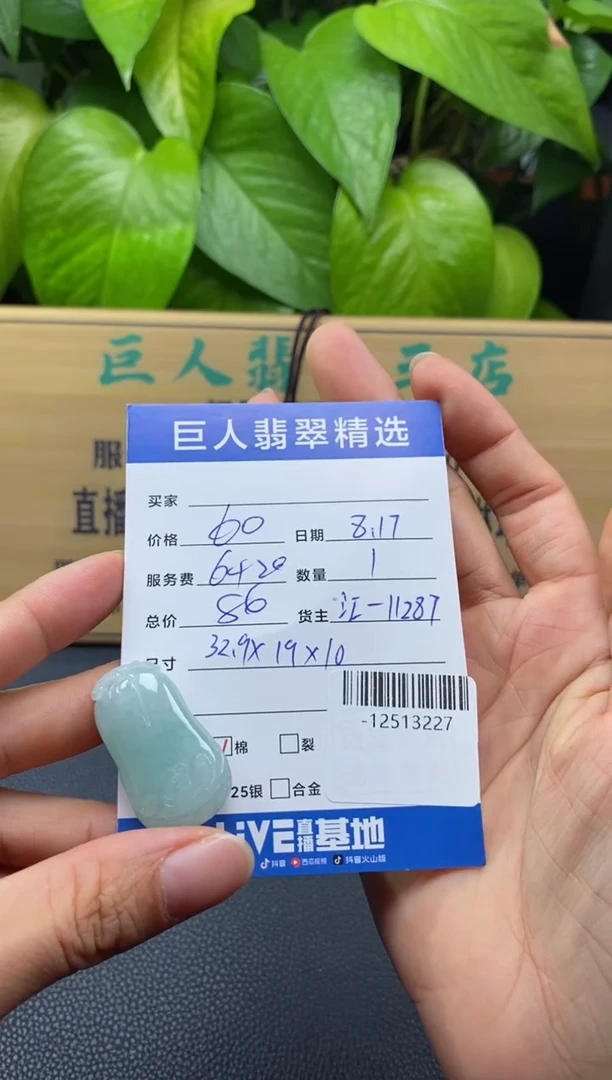 巨人翡 玉店
服
直播
巨人翡翠精选
买家
价格 60 日期 8.17
服务费 6+20 数量 1
总价 86 货主 江-11287
尺寸 32.9x19x10
-12513227
棉 裂
25银 合金
LiVE直播基地
抖音 西瓜视频 抖音火山版